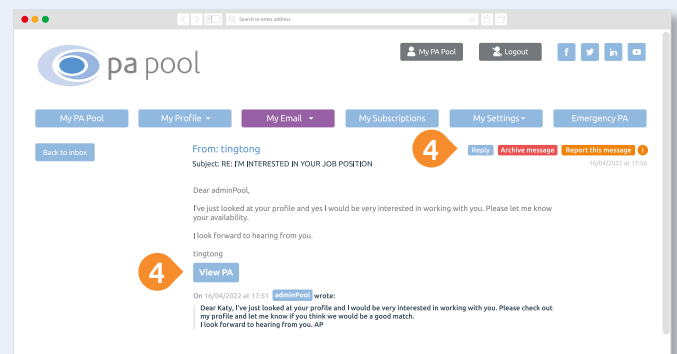 Search or enter address
pa pool
My PA Pool
Logout
My PA Pool
My Profile
My Email
My Subscriptions
My Settings
Emergency PA
Back to inbox
From: tingtong
4
Reply
Archive message
Report this message
i
Subject: RE: I'M INTERESTED IN YOUR JOB POSITION
16/04/2022 at 17:56
Dear adminPool,
I've just looked at your profile and yes I would be very interested in working with you. Please let me know
your availability.
I look forward to hearing from you.
tingtong
4
View PA
On 16/04/2022 at 17:51 adminPool wrote:
Dear Katy, I've just looked at your profile and I would be very interested in working with you. Please check out
my profile and let me know if you think we would be a good match.
I look forward to hearing from you. AP